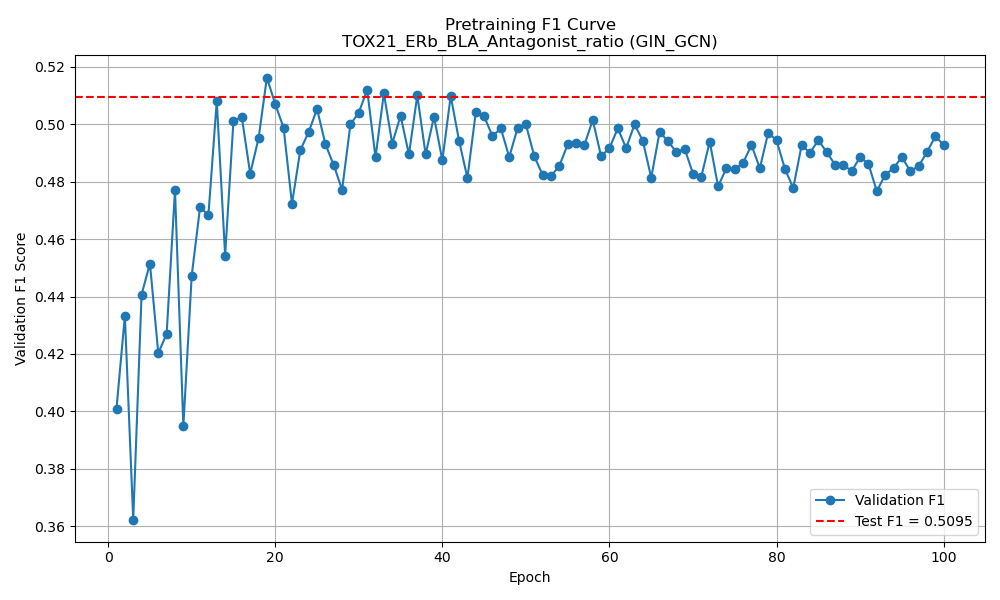 Pretraining F1 Curve
TOX21_ERb_BLA_Antagonist_ratio (GIN_GCN)
0.52
0.50
0.48
0.46
0.44
0.42
0.40
0.38
0.36
Validation F1 Score
0 20 40 60 80 100
Epoch
Validation F1
Test F1 = 0.5095